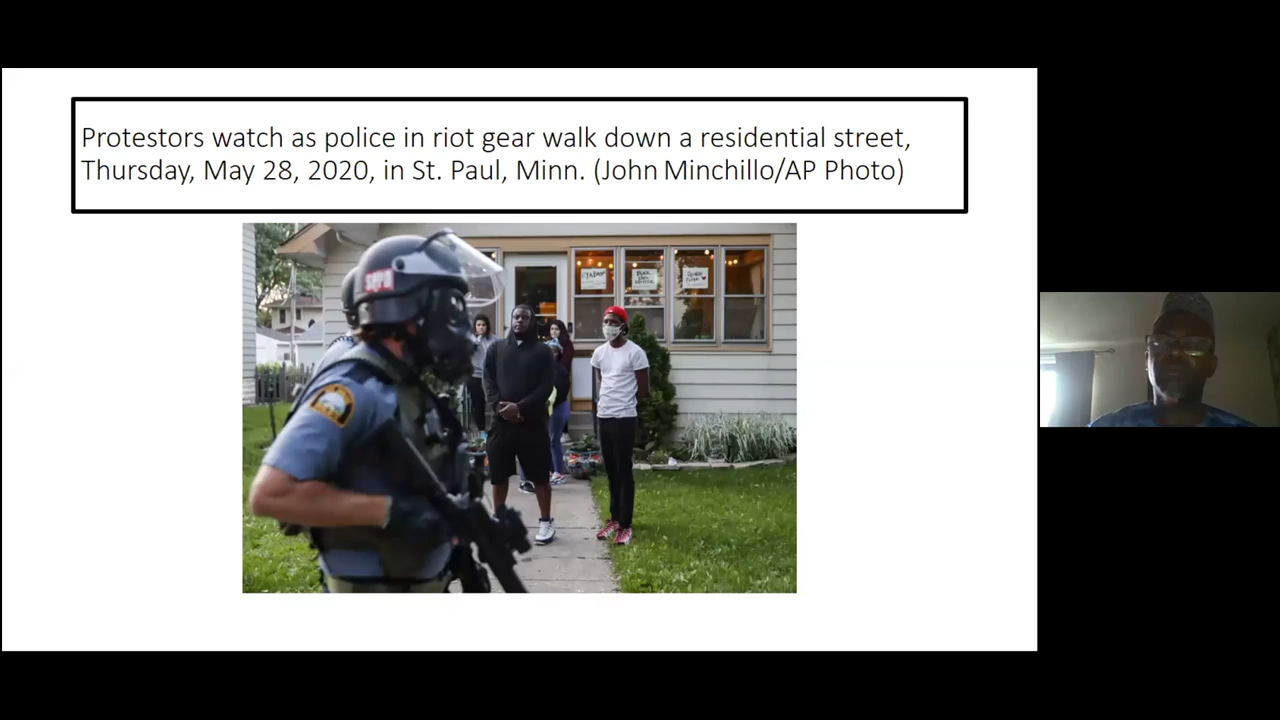 Protestors watch as police in riot gear walk down a residential street,
Thursday, May 28, 2020, in St. Paul, Minn. (John Minchillo/AP Photo)